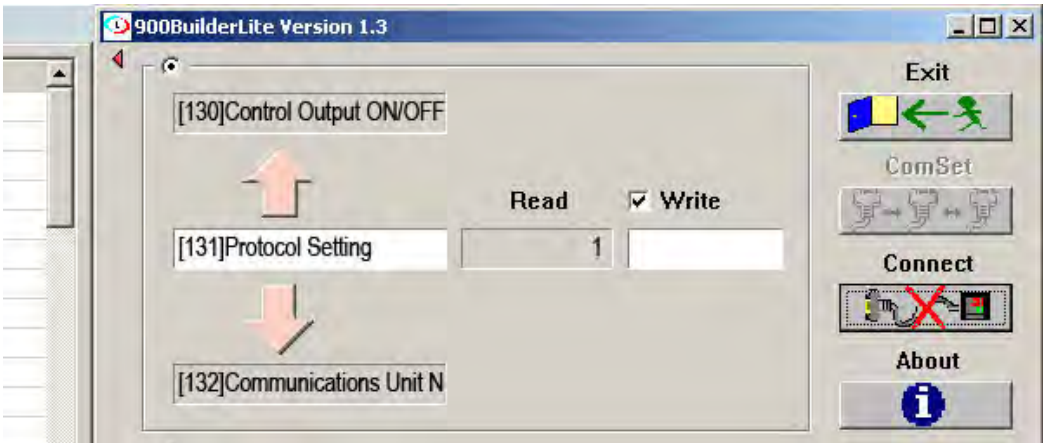 900BuilderLite Version 1.3
Exit
[130]Control Output ON/OFF
ComSet
Read Write
[131]Protocol Setting 1
Connect
About
[132]Communications Unit N